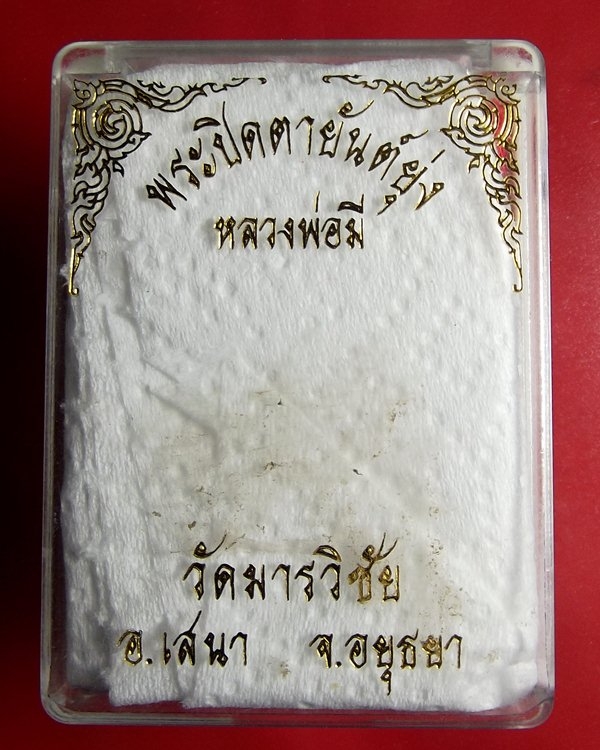 พระปิดตายันต์ยุ่ง
หลวงพ่อมี
วัดมารวิชัย
อ.เสนา จ.อยุธยา